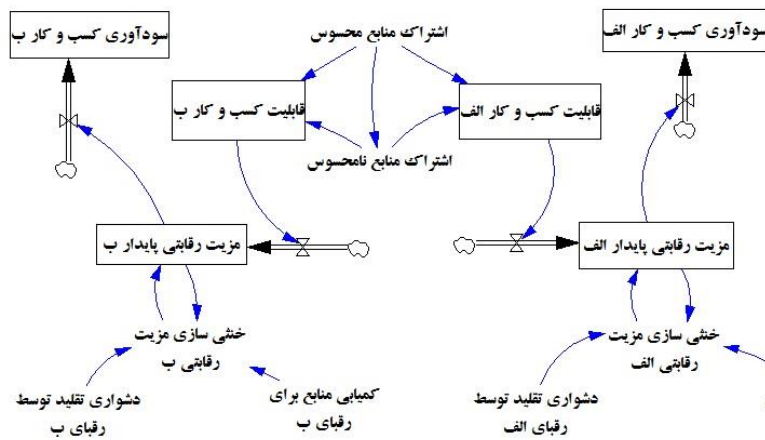 سودآوری کسب و کار الف
اشتراک منابع محسوس
سودآوری کسب و کار ب
قابلیت کسب و کار الف
قابلیت کسب و کار ب
اشتراک منابع نامحسوس
مزیت رقابتی پایدار الف
مزیت رقابتی پایدار ب
خنثی سازی مزیت
رقابتی الف
خنثی سازی مزیت
رقابتی ب
دشواری تقلید توسط
رقبای الف
کمیابی منابع برای
رقبای ب
دشواری تقلید توسط
رقبای ب